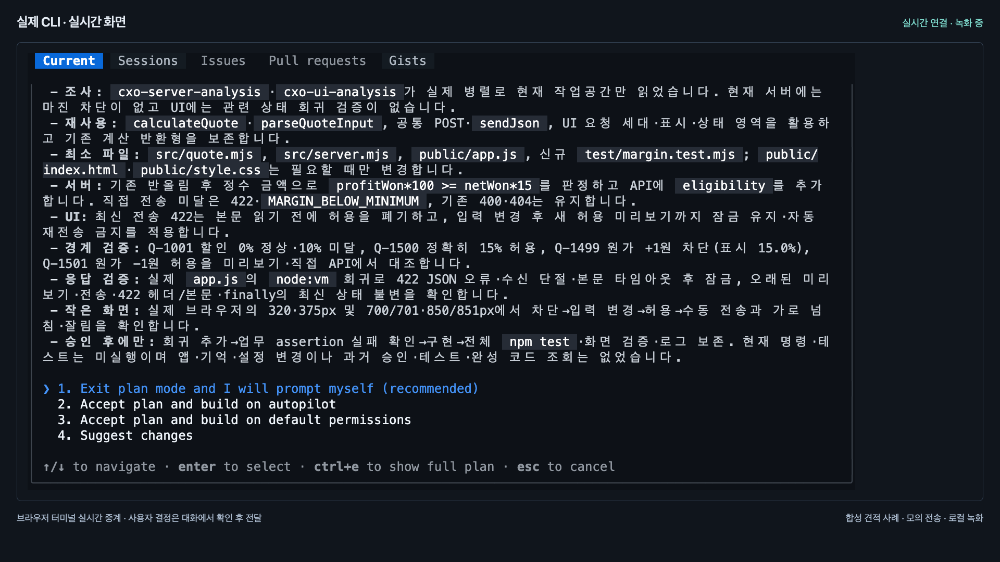 실제 CLI · 실시간 화면
실시간 연결 · 녹화 중
Current Sessions Issues Pull requests Gists
– 조사: cxo-server-analysis · cxo-ui-analysis 가 실제 병렬로 현재 작업공간만 읽었습니다. 현재 서버에는
마진 차단이 없고 UI에는 관련 상태 회귀 검증이 없습니다.
– 재사용: calculateQuote · parseQuoteInput , 공통 POST· sendJson , UI 요청 세대·표시·상태 영역을 활용하
고 기존 계산 반환형을 보존합니다.
– 최소 파일: src/quote.mjs , src/server.mjs , public/app.js , 신규 test/margin.test.mjs ; public/
index.html · public/style.css 는 필요할 때만 변경합니다.
– 서버: 기존 반올림 후 정수 금액으로 profitWon*100 >= netWon*15 를 판정하고 API에 eligibility 를 추가
합니다. 직접 전송 미달은 422· MARGIN_BELOW_MINIMUM , 기존 400·404는 유지합니다.
– UI: 최신 전송 422는 본문 읽기 전에 허용을 폐기하고, 입력 변경 후 새 허용 미리보기까지 잠금 유지·자동
재전송 금지를 적용합니다.
– 경계 검증: Q-1001 할인 0% 정상·10% 미달, Q-1500 정확히 15% 허용, Q-1499 원가 +1원 차단(표시 15.0%),
Q-1501 원가 –1원 허용을 미리보기·직접 API에서 대조합니다.
– 응답 검증: 실제 app.js 의 node:vm 회귀로 422 JSON 오류·수신 단절·본문 타임아웃 후 잠금, 오래된 미리
보기·전송·422 헤더/본문·finally의 최신 상태 불변을 확인합니다.
– 작은 화면: 실제 브라우저의 320·375px 및 700/701·850/851px에서 차단→입력 변경→허용→수동 전송과 가로 넘
침·잘림을 확인합니다.
– 승인 후에만: 회귀 추가→업무 assertion 실패 확인→구현→전체 npm test ·화면 검증·로그 보존. 현재 명령·테
스트는 미실행이며 앱·기억·설정 변경이나 과거 승인·테스트·완성 코드 조회는 없었습니다.
❯ 1. Exit plan mode and I will prompt myself (recommended)
2. Accept plan and build on autopilot
3. Accept plan and build on default permissions
4. Suggest changes
↑/↓ to navigate · enter to select · ctrl+e to show full plan · esc to cancel
브라우저 터미널 실시간 중계 · 사용자 결정은 대화에서 확인 후 전달
합성 견적 사례 · 모의 전송 · 로컬 녹화